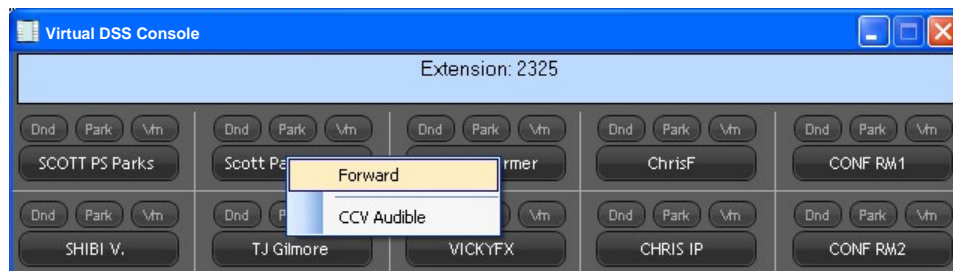 Virtual DSS Console
Extension: 2325
Dnd Park Vm Dnd Park Vm Dnd Park Vm Dnd Park Vm Dnd Park Vm
SCOTT PS Parks Scott Pa rmer ChrisF CONF RM1
Forward
CCV Audible
Dnd Park Vm Dnd P Vm Dnd Park Vm Dnd Park Vm
SHIBI V. TJ Gilmore VICKYFX CHRIS IP CONF RM2